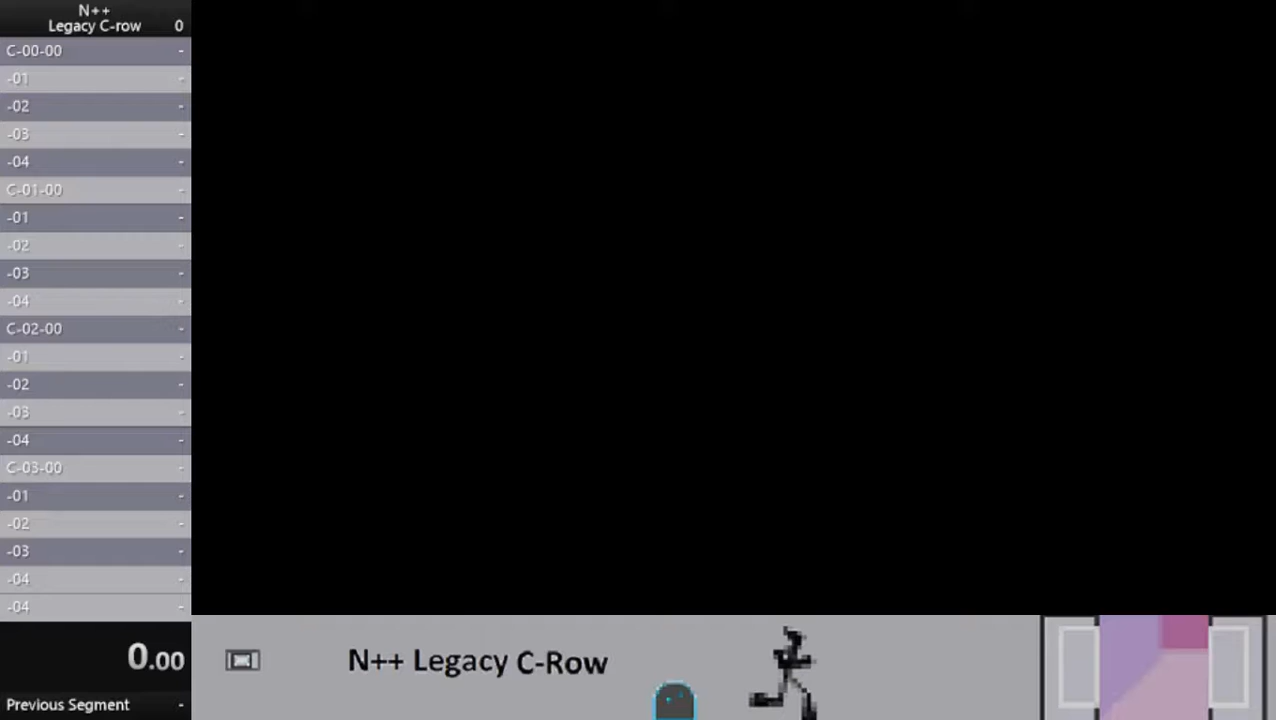 N++
Legacy C-row 0
C-00-00 -
-01 -
-02 -
-03 -
-04 -
C-01-00 -
-01 -
-02 -
-03 -
-04 -
C-02-00 -
-01 -
-02 -
-03 -
-04 -
C-03-00 -
-01 -
-02 -
-03 -
-04 -
-04 -
0.00
Previous Segment -
N++ Legacy C-Row